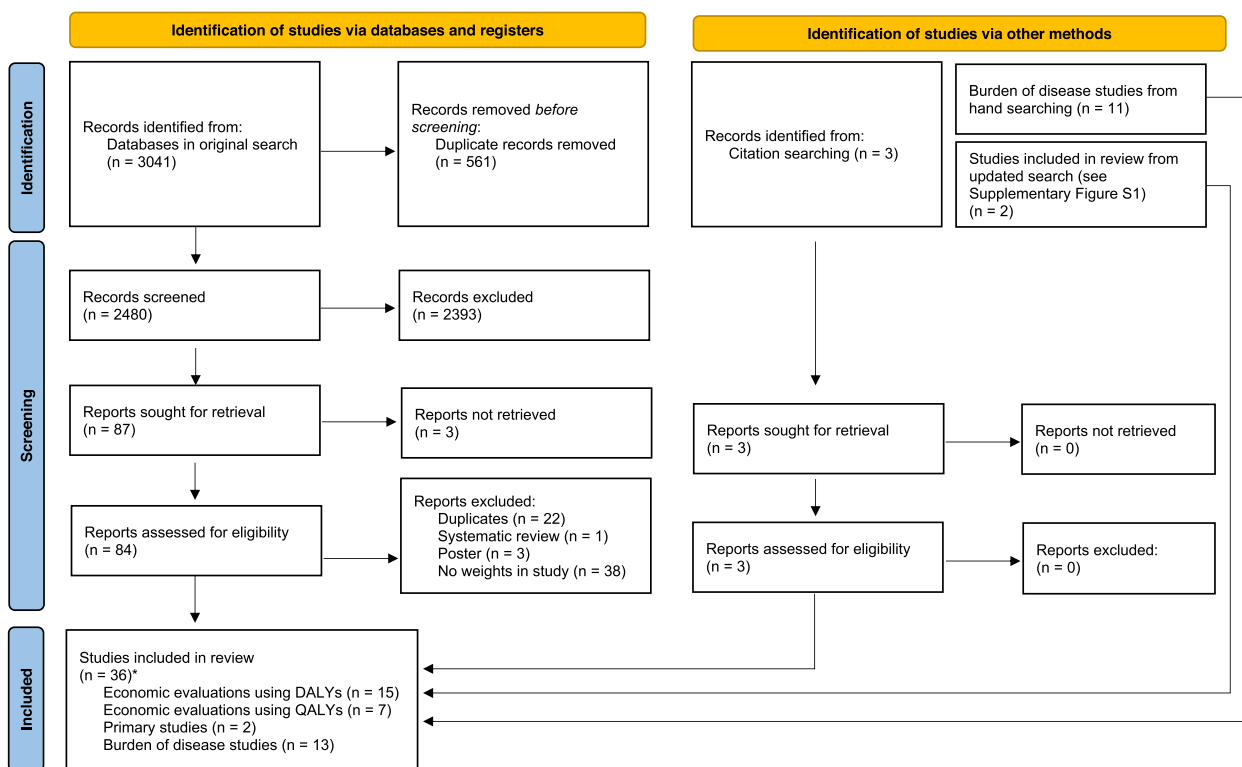 Identification of studies via databases and registers
Identification of studies via other methods
Identification
Records identified from:
Databases in original search
(n = 3041)
Records removed before
screening:
Duplicate records removed
(n = 561)
Records identified from:
Citation searching (n = 3)
Burden of disease studies from
hand searching (n = 11)
Studies included in review from
updated search (see
Supplementary Figure S1)
(n = 2)
Screening
Records screened
(n = 2480)
Records excluded
(n = 2393)
Reports sought for retrieval
(n = 87)
Reports not retrieved
(n = 3)
Reports sought for retrieval
(n = 3)
Reports not retrieved
(n = 0)
Reports assessed for eligibility
(n = 84)
Reports excluded:
Duplicates (n = 22)
Systematic review (n = 1)
Poster (n = 3)
No weights in study (n = 38)
Reports assessed for eligibility
(n = 3)
Reports excluded:
(n = 0)
Included
Studies included in review
(n = 36)*
Economic evaluations using DALYs (n = 15)
Economic evaluations using QALYs (n = 7)
Primary studies (n = 2)
Burden of disease studies (n = 13)